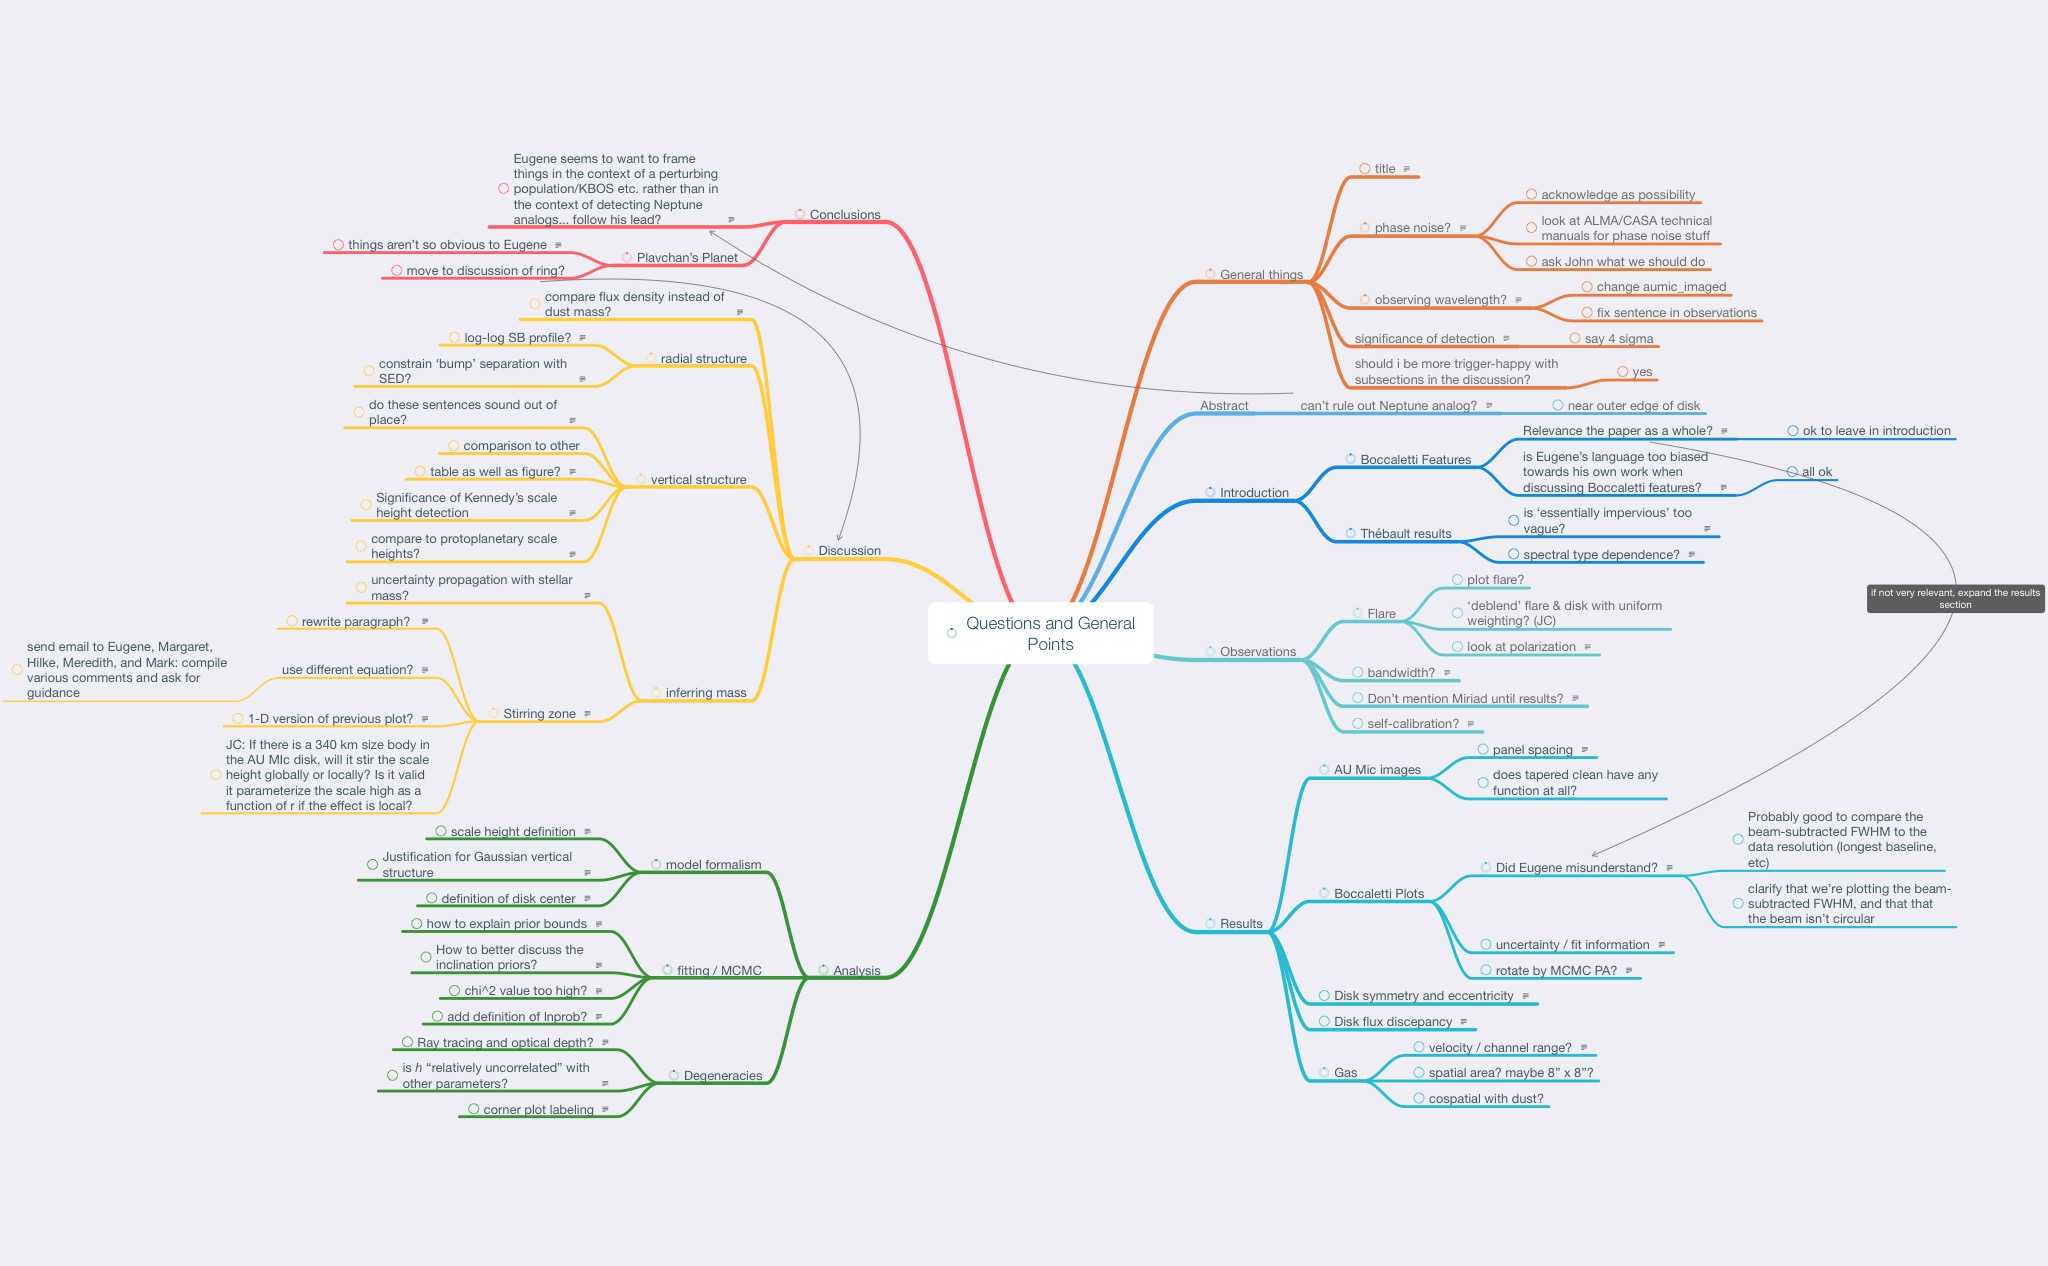 Questions and General
Points
General things
title
phase noise?
acknowledge as possibility
look at ALMA/CASA technical
manuals for phase noise stuff
ask John what we should do
observing wavelength?
change aumic_imaged
fix sentence in observations
significance of detection
say 4 sigma
should i be more trigger-happy with
subsections in the discussion?
yes
Abstract
can't rule out Neptune analog?
near outer edge of disk
Introduction
Boccaletti Features
Relevance the paper as a whole?
ok to leave in introduction
is Eugene's language too biased
towards his own work when
discussing Boccaletti features?
all ok
Thébault results
is ‘essentially impervious’ too
vague?
spectral type dependence?
if not very relevant, expand the results
section
Observations
Flare
plot flare?
‘deblend’ flare & disk with uniform
weighting? (JC)
look at polarization
bandwidth?
Don't mention Miriad until results?
self-calibration?
Results
AU Mic images
panel spacing
does tapered clean have any
function at all?
Boccaletti Plots
Did Eugene misunderstand?
Probably good to compare the
beam-subtracted FWHM to the
data resolution (longest baseline,
etc)
clarify that we're plotting the beam-
subtracted FWHM, and that that
the beam isn't circular
uncertainty / fit information
rotate by MCMC PA?
Disk symmetry and eccentricity
Disk flux discepancy
Gas
velocity / channel range?
spatial area? maybe 8” x 8”?
cospatial with dust?
Conclusions
Eugene seems to want to frame
things in the context of a perturbing
population/KBOS etc. rather than in
the context of detecting Neptune
analogs... follow his lead?
Plavchan's Planet
things aren't so obvious to Eugene
move to discussion of ring?
Discussion
compare flux density instead of
dust mass?
radial structure
log-log SB profile?
constrain ‘bump’ separation with
SED?
vertical structure
do these sentences sound out of
place?
comparison to other
table as well as figure?
Significance of Kennedy's scale
height detection
compare to protoplanetary scale
heights?
inferring mass
uncertainty propagation with stellar
mass?
Stirring zone
rewrite paragraph?
use different equation?
send email to Eugene, Margaret,
Hilke, Meredith, and Mark: compile
various comments and ask for
guidance
1-D version of previous plot?
JC: If there is a 340 km size body in
the AU MIc disk, will it stir the scale
height globally or locally? Is it valid
it parameterize the scale high as a
function of r if the effect is local?
Analysis
model formalism
scale height definition
Justification for Gaussian vertical
structure
definition of disk center
fitting / MCMC
how to explain prior bounds
How to better discuss the
inclination priors?
chi^2 value too high?
add definition of lnprob?
Degeneracies
Ray tracing and optical depth?
is h “relatively uncorrelated” with
other parameters?
corner plot labeling